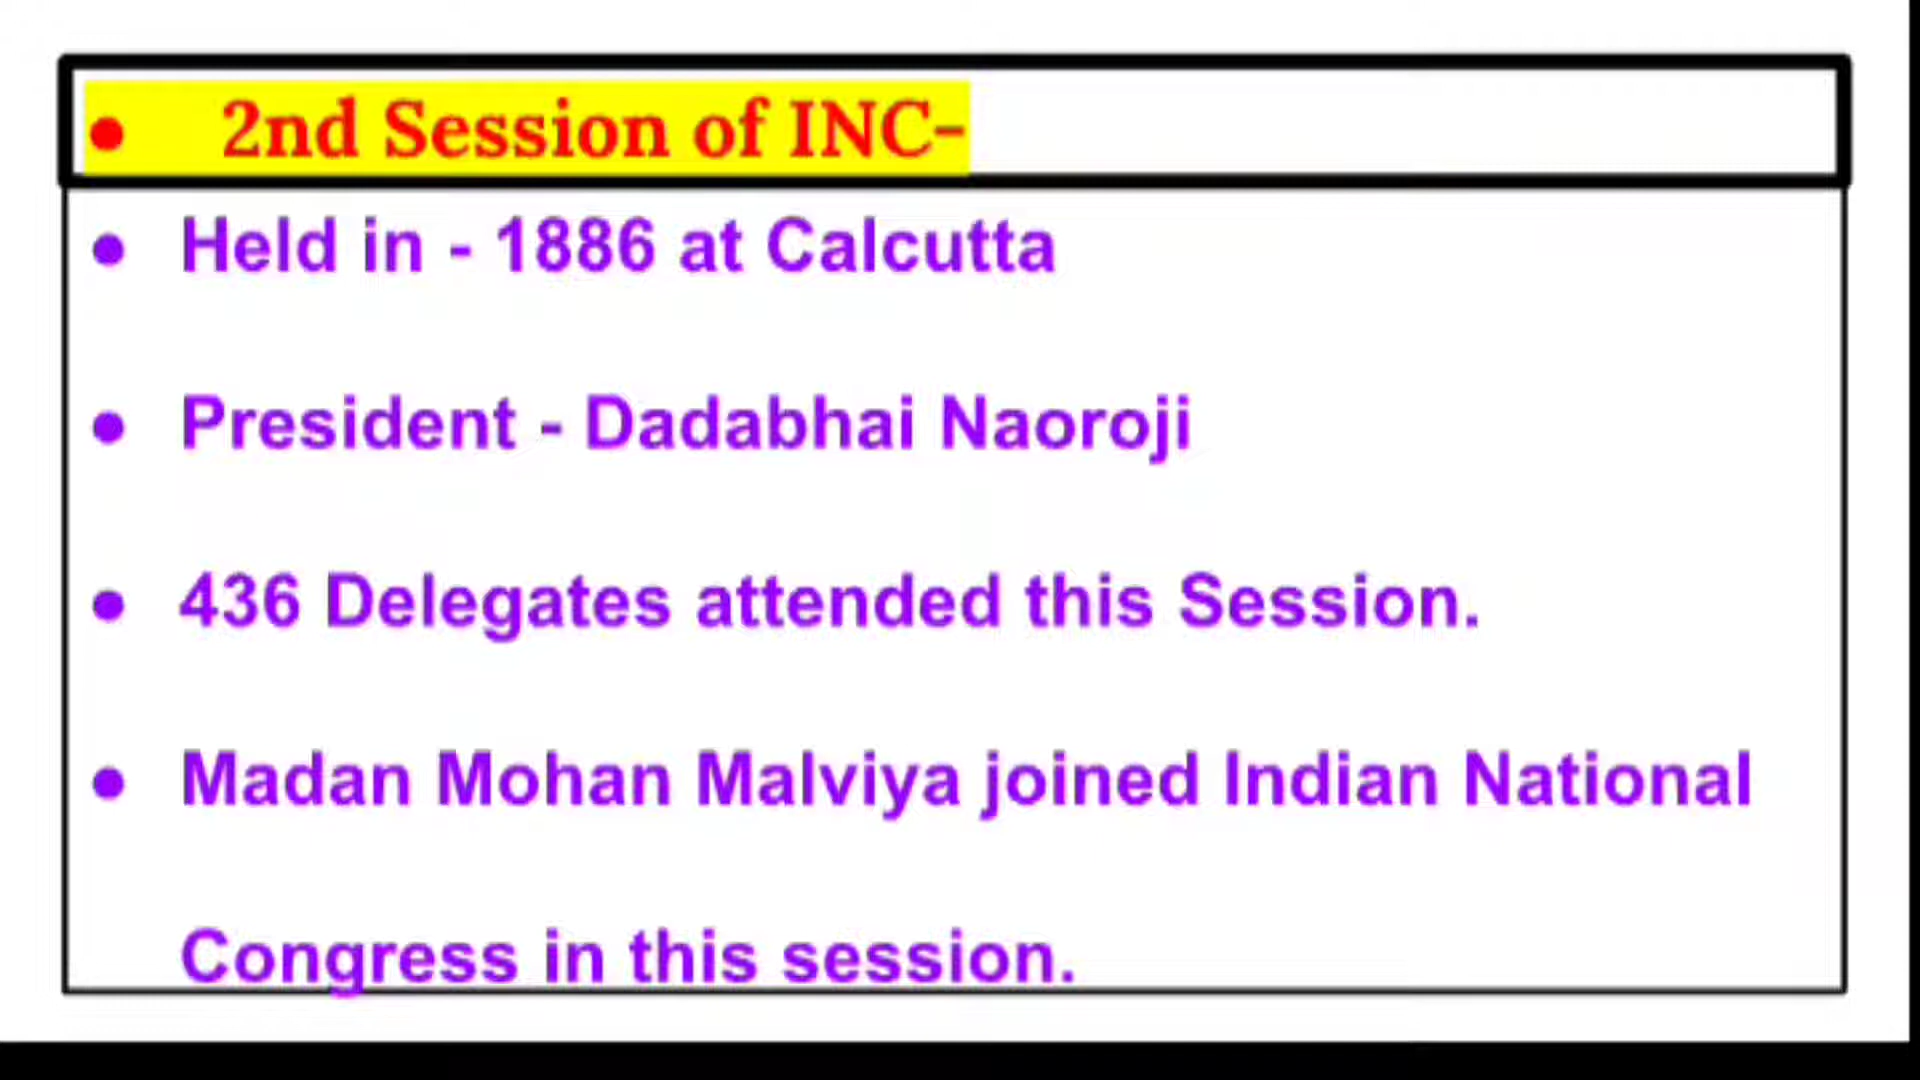 • 2nd Session of INC-
• Held in - 1886 at Calcutta
• President - Dadabhai Naoroji
• 436 Delegates attended this Session.
• Madan Mohan Malviya joined Indian National
Congress in this session.